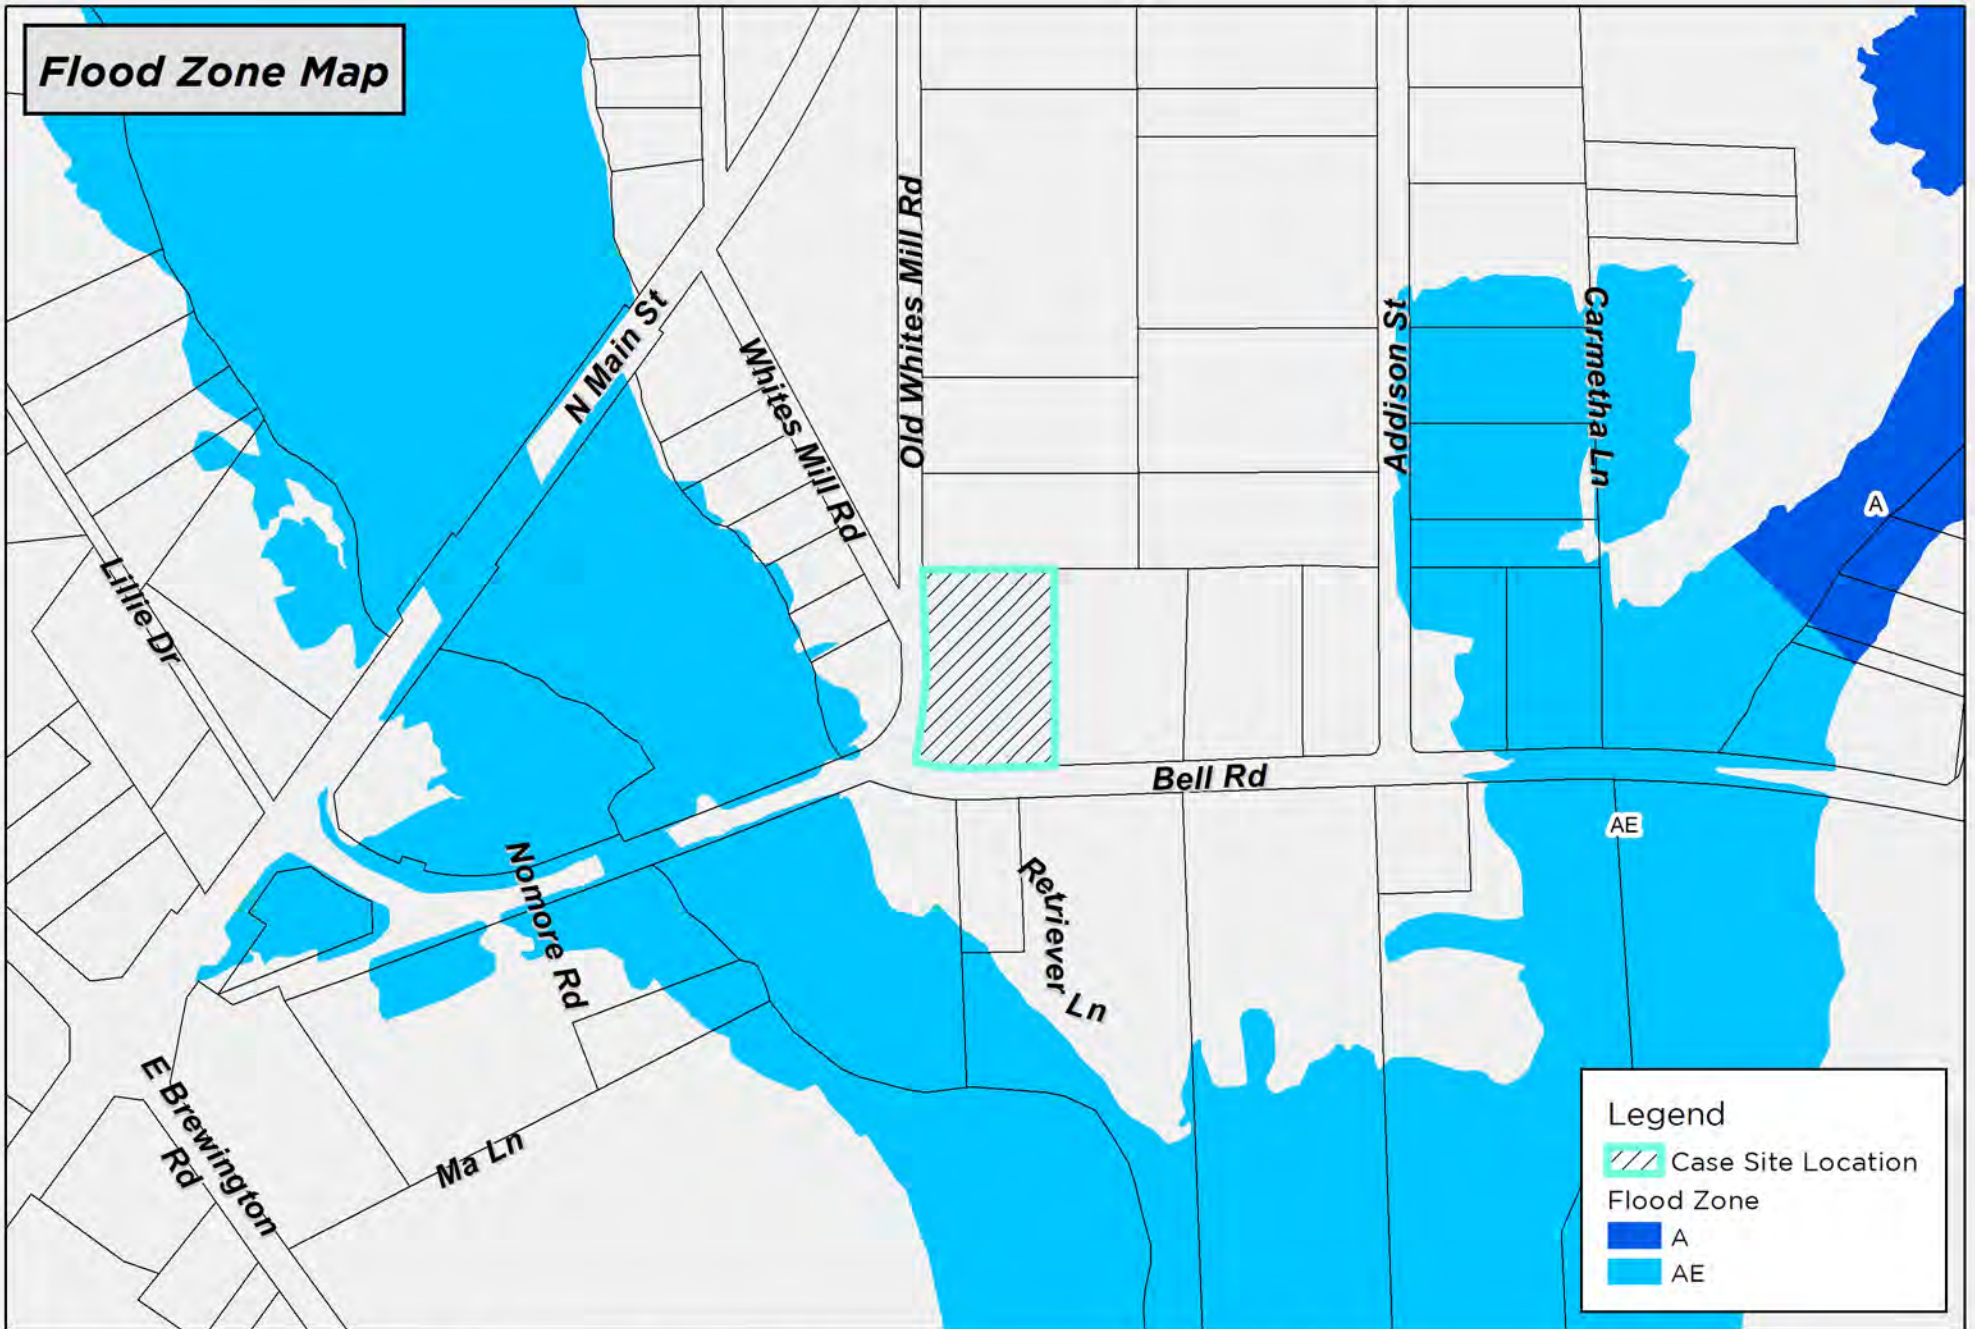 Flood Zone Map
N Main St
Whites Mill Rd
Old Whites Mill Rd
Addison St
Carmetha Ln
A
Lillie Dr
Bell Rd
AE
Nomore Rd
Retriever Ln
E Brewington
Rd
Ma Ln
Legend
Case Site Location
Flood Zone
A
AE